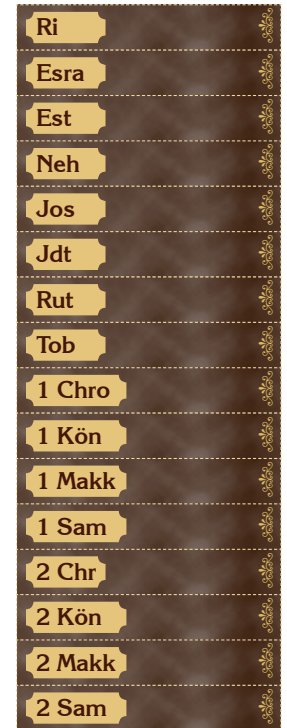 Ri
Esra
Est
Neh
Jos
Jdt
Rut
Tob
1 Chro
1 Kön
1 Makk
1 Sam
2 Chr
2 Kön
2 Makk
2 Sam